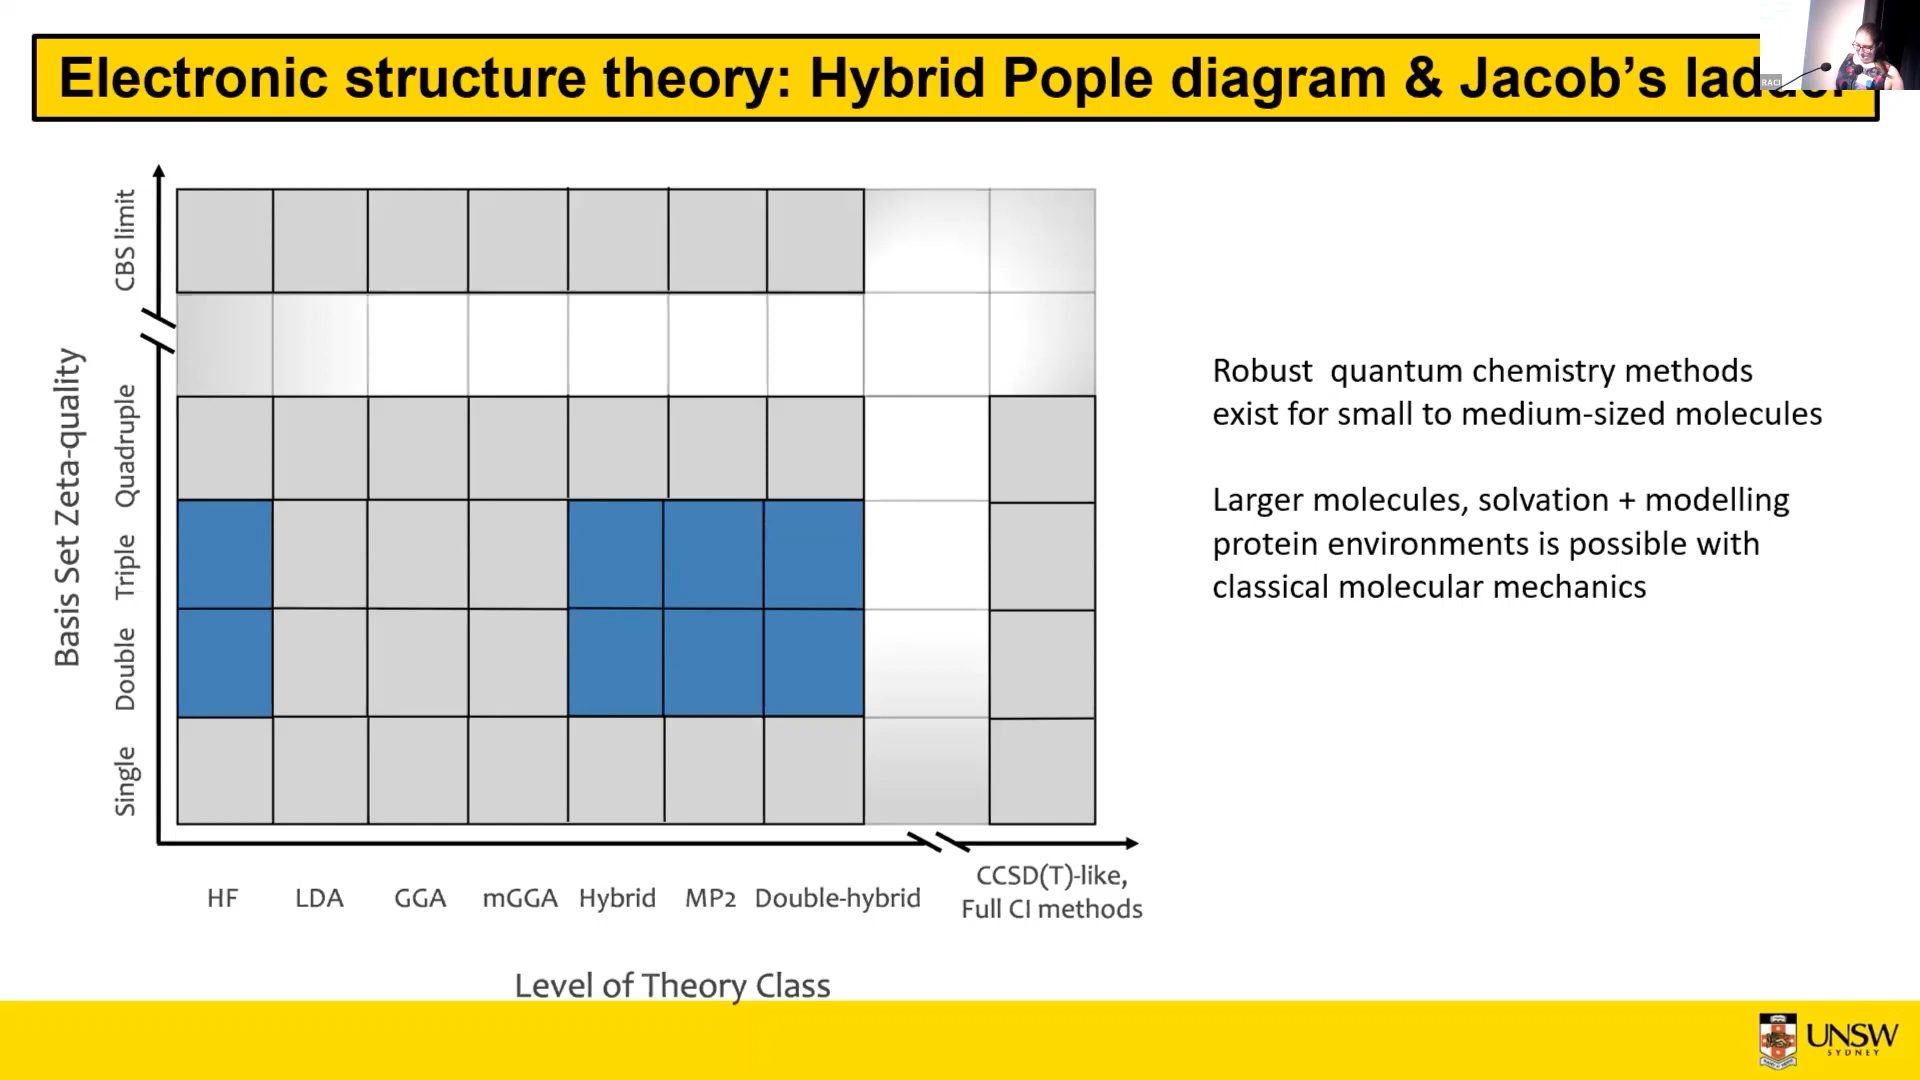 Electronic structure theory: Hybrid Pople diagram & Jacob's ladder
RACI
CBS limit
Quadruple
Triple
Double
Single
Basis Set Zeta-quality
HF LDA GGA mGGA Hybrid MP2 Double-hybrid
CCSD(T)-like,
Full CI methods
Level of Theory Class
Robust quantum chemistry methods
exist for small to medium-sized molecules
Larger molecules, solvation + modelling
protein environments is possible with
classical molecular mechanics
UNSW
SYDNEY